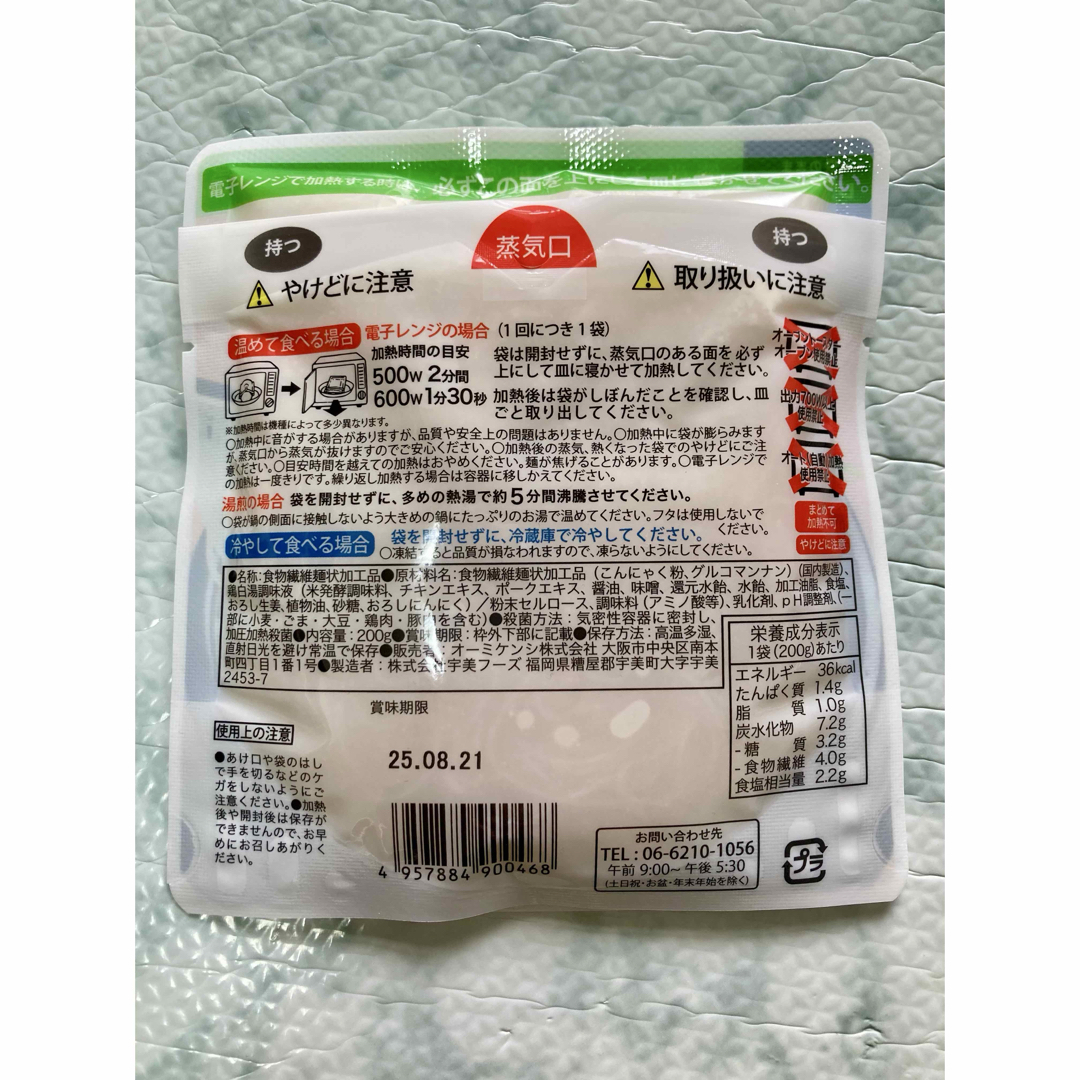 電子レンジで加熱する時は、必ずこの面を上に
い。
持つ
蒸気口
持つ
やけどに注意
取り扱いに注意
温めて食べる場合 電子レンジの場合 (1回につき1袋)
加熱時間の目安
500W 2分間
600W 1分30秒
袋は開封せずに、蒸気口のある面を必ず
上にして皿に寝かせて加熱してください。
加熱後は袋がしぼんだことを確認し、皿
ごと取り出してください。
※加熱時間は機種によって多少異なります。
○加熱中に音がする場合がありますが、品質や安全上の問題はありません。○加熱中に袋が膨らみます
が、蒸気口から蒸気が抜けますのでご安心ください。○加熱後の蒸気、熱くなった袋でのやけどにご注
意ください。○目安時間を越えての加熱はおやめください。麺が焦げることがあります。○電子レンジで
の加熱は一度きりです。繰り返し加熱する場合は容器に移しかえてください。
オーブントースター
オーブン使用禁止
出力700W以上
使用禁止
オート(自動)加熱
使用禁止
まとめて
加熱不可
やけどに注意
湯煎の場合 袋を開封せずに、多めの熱湯で約5分間沸騰させてください。
○袋が鍋の側面に接触しないよう大きめの鍋にたっぷりのお湯で温めてください。フタは使用しないで
ください。
冷やして食べる場合 袋を開封せずに、冷蔵庫で冷やしてください。
○凍結すると品質が損なわれますので、凍らないようにしてください。
●名称:食物繊維麺状加工品●原材料名:食物繊維麺状加工品(こんにゃく粉、グルコマンナン)(国内製造)、
鶏白湯調味液(米発酵調味料、チキンエキス、ポークエキス、醤油、味噌、還元水飴、水飴、加工油脂、食塩、
おろし生姜、植物油、砂糖、おろしにんにく)/粉末セルロース、調味料(アミノ酸等)、乳化剤、pH調整剤、(一
部に小麦・ごま・大豆・鶏肉・豚肉を含む)●殺菌方法:気密性容器に密封し、
加圧加熱殺菌●内容量:200g●賞味期限:枠外下部に記載●保存方法:高温多湿、
直射日光を避け常温で保存●販売者:オーミケンシ株式会社 大阪市中央区南本
町四丁目1番1号●製造者:株式会社宇美フーズ 福岡県糟屋郡宇美町大字宇美
2453-7
栄養成分表示
1袋(200g)あたり
エネルギー 36kcal
たんぱく質 1.4g
脂質 1.0g
炭水化物 7.2g
-糖質 3.2g
-食物繊維 4.0g
食塩相当量 2.2g
賞味期限
25.08.21
使用上の注意
●あけ口や袋のはし
で手を切るなどのケ
ガをしないようにご
注意ください。●加熱
後や開封後は保存が
できませんので、お早
めにお召しあがりく
ださい。
4 957884 900468
お問い合わせ先
TEL:06-6210-1056
午前9:00~午後5:30
(土日祝・お盆・年末年始を除く)
プラ